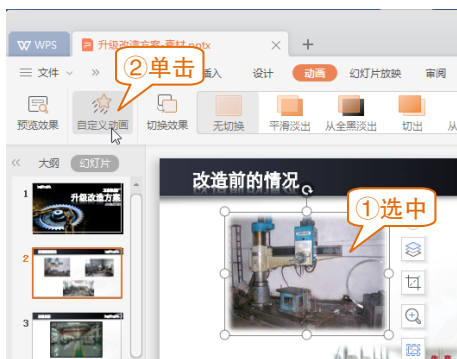 WPS 升级改造方案-素材.pptx × +
文件 » 插入 设计 动画 幻灯片放映 审阅
②单击
预览效果 自定义动画 切换效果 无切换 平滑淡出 从全黑淡出 切出 从
« 大纲 幻灯片
1
升级改造方案
2
3
改造前的情况
①选中